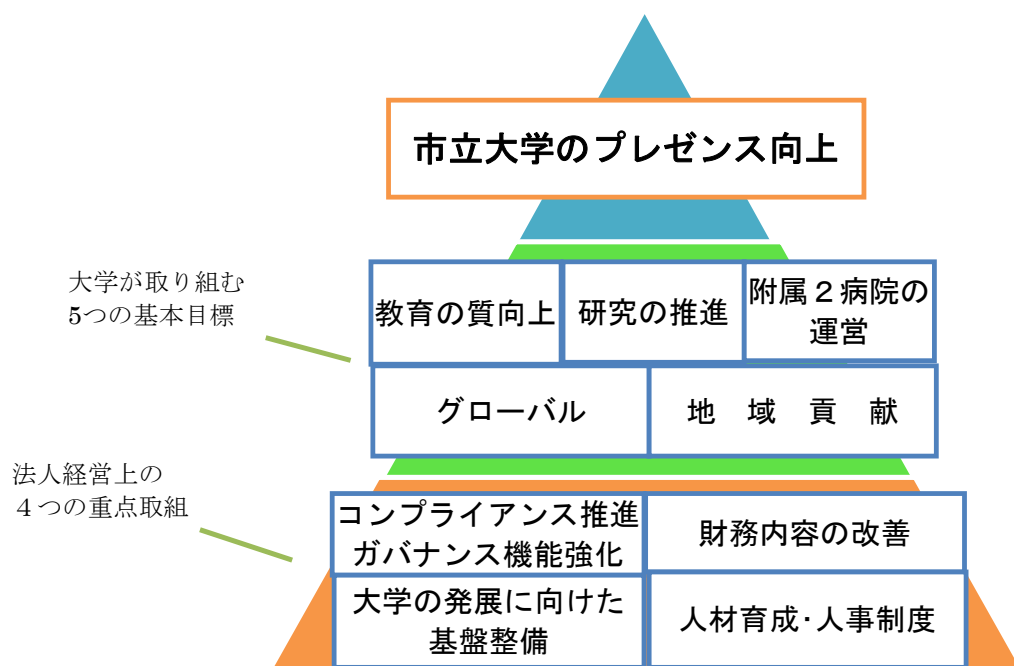 市立大学のプレゼンス向上
大学が取り組む
5つの基本目標
教育の質向上
研究の推進
附属２病院の
運営
グローバル
地　域　貢　献
法人経営上の
４つの重点取組
コンプライアンス推進
ガバナンス機能強化
財務内容の改善
大学の発展に向けた
基盤整備
人材育成･人事制度